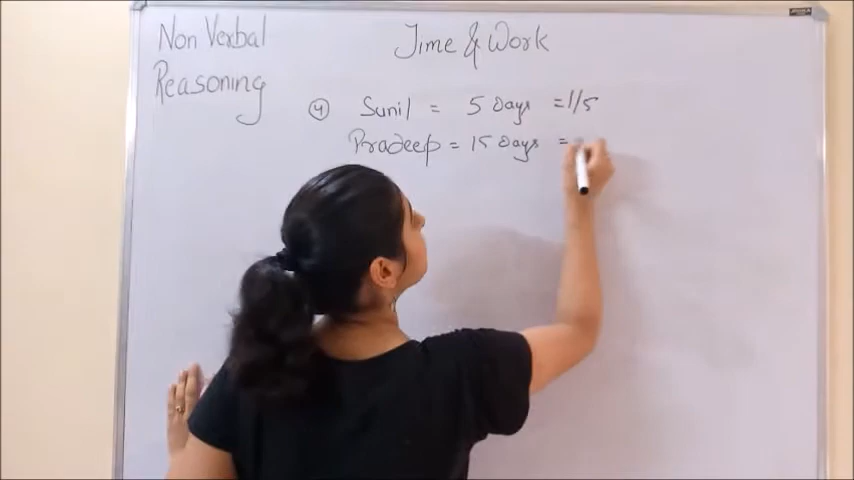 Non Verbal
Reasoning
Time & Work
④ Sunil = 5 Days = 1/5
Pradeep = 15 Days =